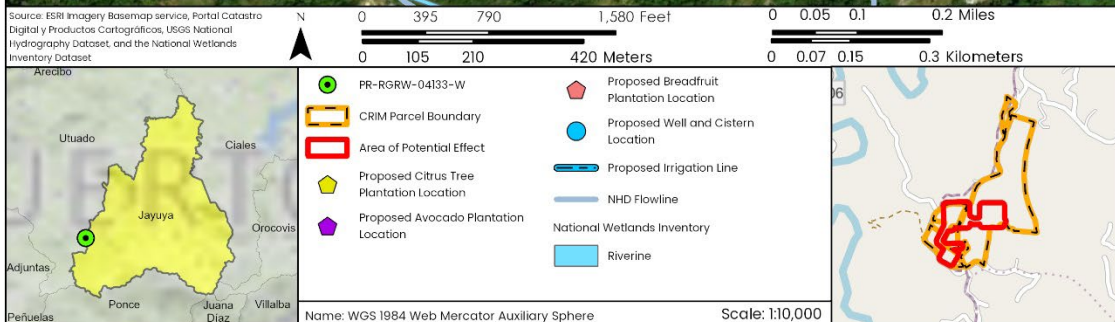 Source: ESRI Imagery Basemap service, Portal Catastro
Digital y Productos Cartográficos, USGS National
Hydrography Dataset, and the National Wetlands
Inventory Dataset
N
0 395 790 1,580 Feet
0 105 210 420 Meters
0 0.05 0.1 0.2 Miles
0 0.07 0.15 0.3 Kilometers
Arecibo
Utuado
Ciales
Jayuya
Orocovis
Adjuntas
Ponce
Juana
Díaz
Villalba
Peñuelas
PR-RGRW-04133-W
CRIM Parcel Boundary
Area of Potential Effect
Proposed Citrus Tree
Plantation Location
Proposed Avocado Plantation
Location
Proposed Breadfruit
Plantation Location
Proposed Well and Cistern
Location
Proposed Irrigation Line
NHD Flowline
National Wetlands Inventory
Riverine
Name: WGS 1984 Web Mercator Auxiliary Sphere
Scale: 1:10,000